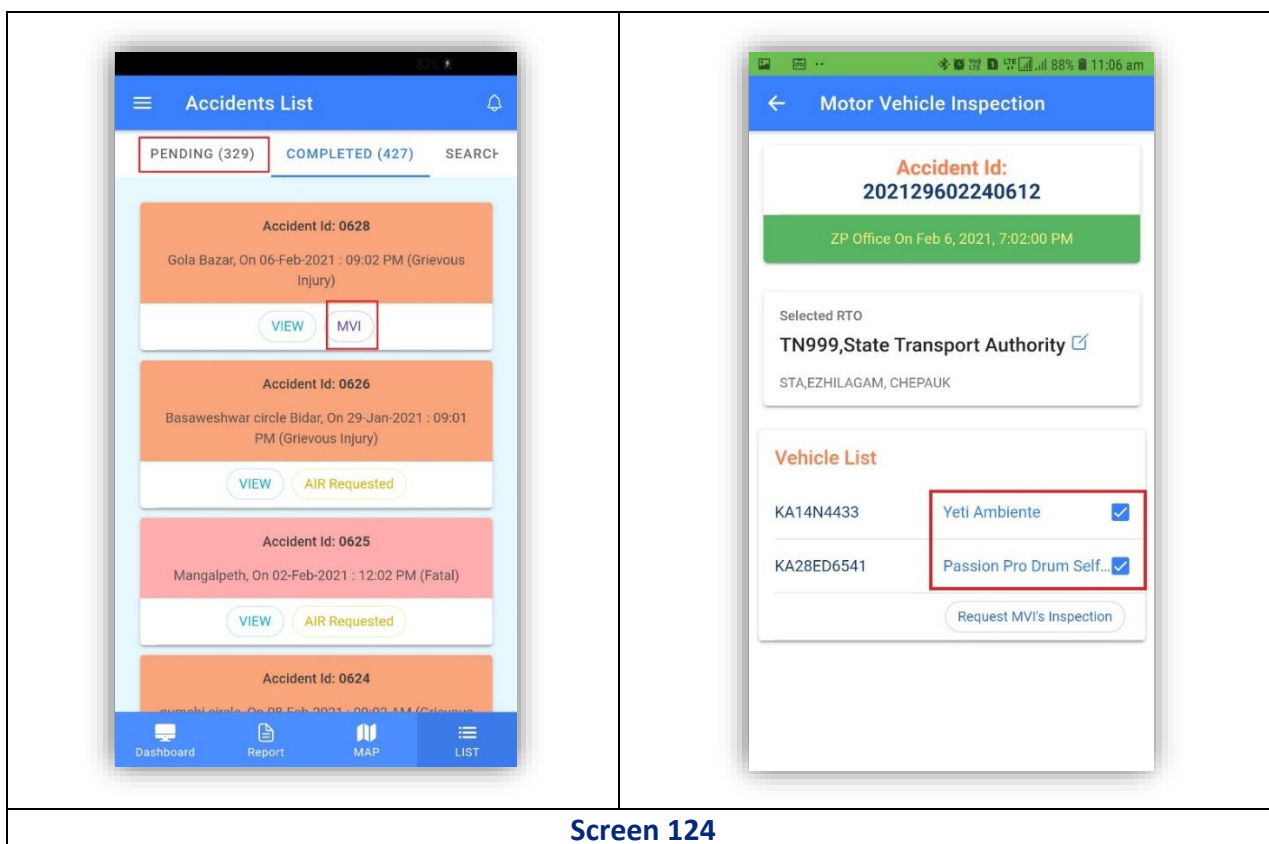 83%
Accidents List
PENDING (329) COMPLETED (427) SEARCH
Accident Id: 0628
Gola Bazar, On 06-Feb-2021 : 09:02 PM (Grievous
Injury)
VIEW MVI
Accident Id: 0626
Basaweshwar circle Bidar, On 29-Jan-2021 : 09:01
PM (Grievous Injury)
VIEW AIR Requested
Accident Id: 0625
Mangalpeth, On 02-Feb-2021 : 12:02 PM (Fatal)
VIEW AIR Requested
Accident Id: 0624
Dashboard Report MAP LIST
88% 11:06 am
Motor Vehicle Inspection
Accident Id:
202129602240612
ZP Office On Feb 6, 2021, 7:02:00 PM
Selected RTO
TN999,State Transport Authority
STA,EZHILAGAM, CHEPAUK
Vehicle List
KA14N4433 Yeti Ambiente
KA28ED6541 Passion Pro Drum Self...
Request MVI's Inspection
Screen 124